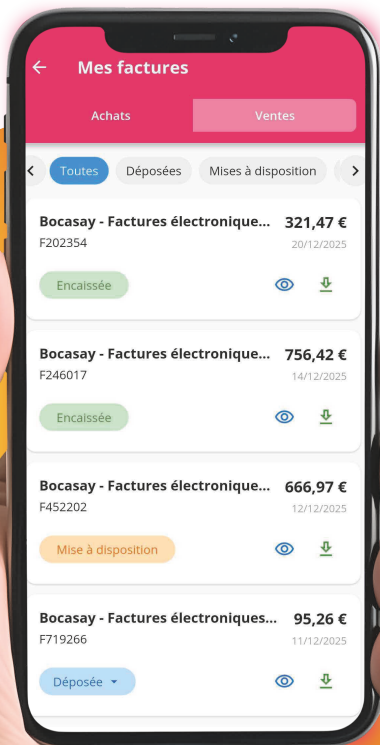 Mes factures
Achats
Ventes
Toutes
Déposées
Mises à disposition
Bocasay - Factures électronique... 321,47 €
F202354
20/12/2025
Encaissée
Bocasay - Factures électronique... 756,42 €
F246017
14/12/2025
Encaissée
Bocasay - Factures électronique... 666,97 €
F452202
12/12/2025
Mise à disposition
Bocasay - Factures électroniques... 95,26 €
F719266
11/12/2025
Déposée